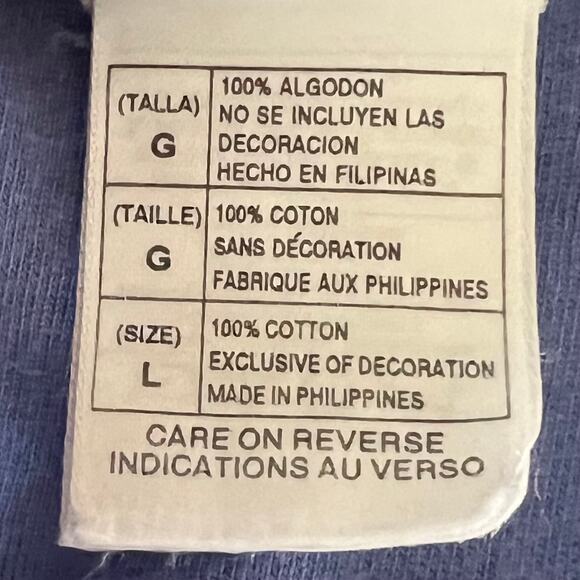 (TALLA)
G
100% ALGODON
NO SE INCLUYEN LAS
DECORACION
HECHO EN FILIPINAS
(TAILLE)
G
100% COTON
SANS DÉCORATION
FABRIQUE AUX PHILIPPINES
(SIZE)
L
100% COTTON
EXCLUSIVE OF DECORATION
MADE IN PHILIPPINES
CARE ON REVERSE
INDICATIONS AU VERSO